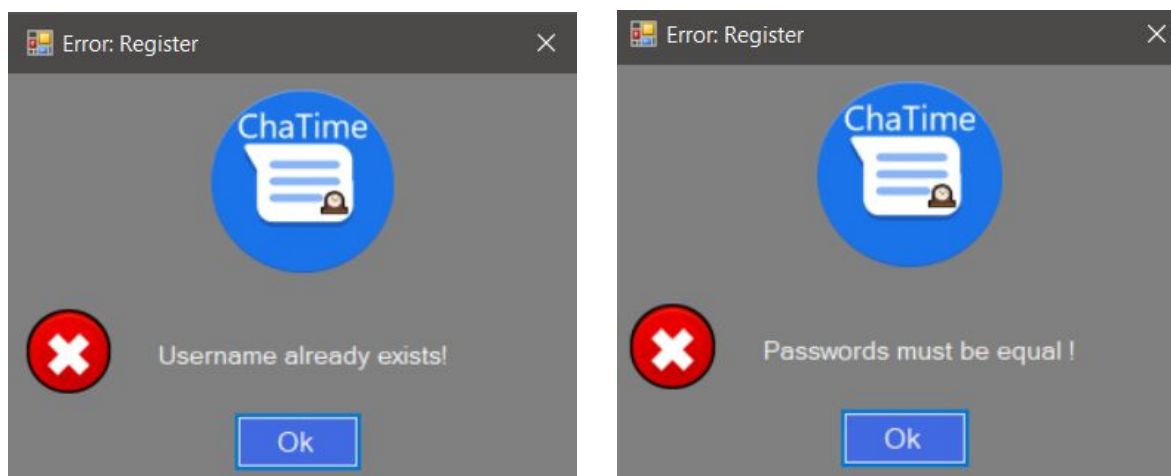 Error: Register
ChaTime
Username already exists!
Ok
Error: Register
ChaTime
Passwords must be equal !
Ok